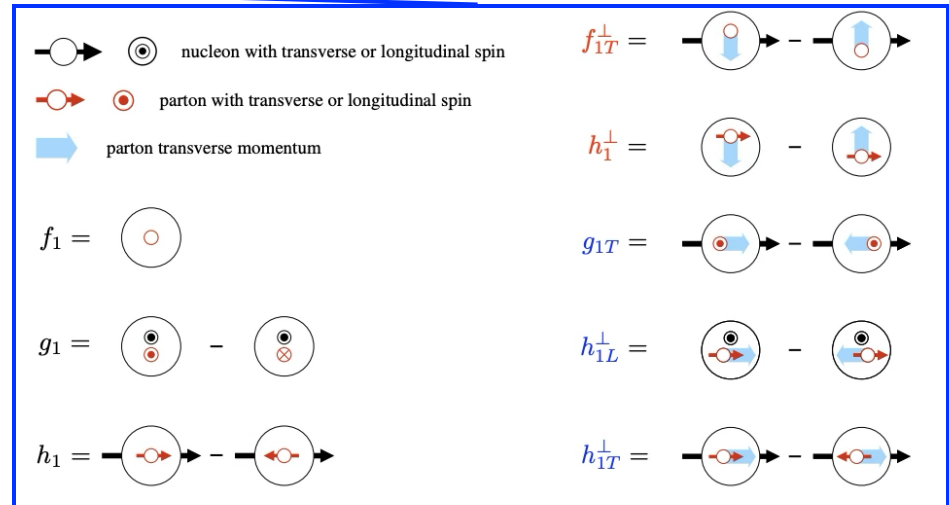 nucleon with transverse or longitudinal spin
parton with transverse or longitudinal spin
parton transverse momentum
f₁ =
g₁ = −
h₁ = −
f⊥₁T = −
h⊥₁ = −
g₁T = −
h⊥₁L = −
h⊥₁T = −